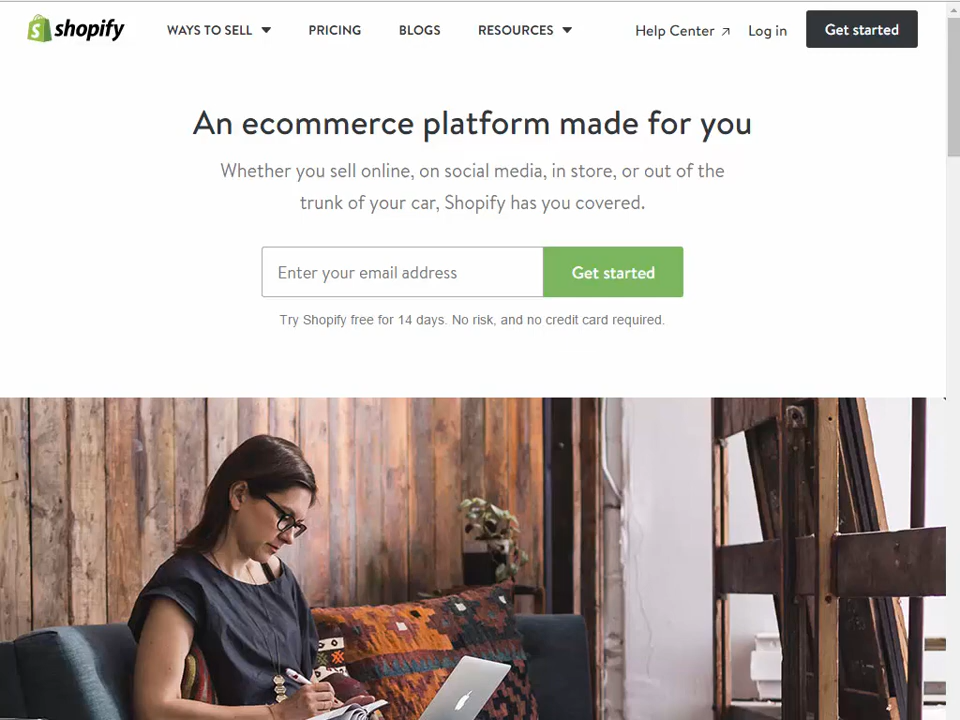 shopify
WAYS TO SELL
PRICING
BLOGS
RESOURCES
Help Center
Log in
Get started
An ecommerce platform made for you
Whether you sell online, on social media, in store, or out of the
trunk of your car, Shopify has you covered.
Enter your email address
Get started
Try Shopify free for 14 days. No risk, and no credit card required.